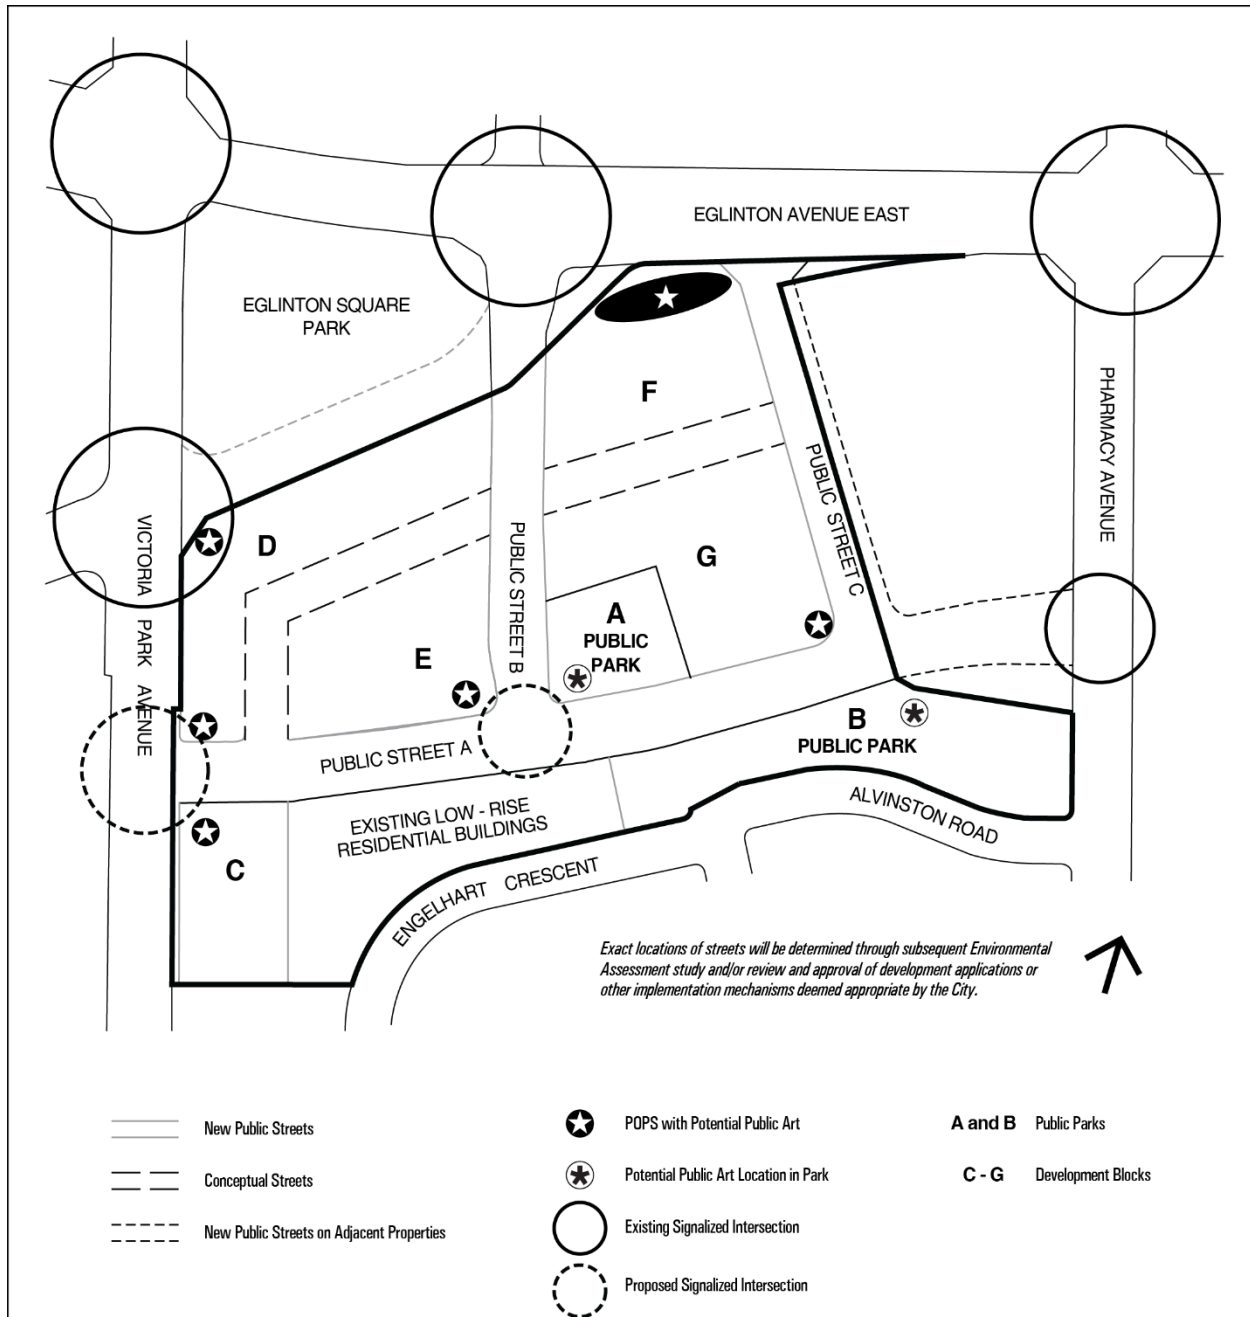 EGLINTON AVENUE EAST
EGLINTON SQUARE
PARK
F
PHARMACY AVENUE
PUBLIC STREET C
D
VICTORIA PARK AVENUE
PUBLIC STREET B
G
A
PUBLIC
PARK
E
B
PUBLIC PARK
PUBLIC STREET A
ALVINSTON ROAD
EXISTING LOW - RISE
RESIDENTIAL BUILDINGS
C
ENGELHART CRESCENT
Exact locations of streets will be determined through subsequent Environmental
Assessment study and/or review and approval of development applications or
other implementation mechanisms deemed appropriate by the City.
New Public Streets
Conceptual Streets
New Public Streets on Adjacent Properties
POPS with Potential Public Art
Potential Public Art Location in Park
Existing Signalized Intersection
Proposed Signalized Intersection
A and B Public Parks
C - G Development Blocks